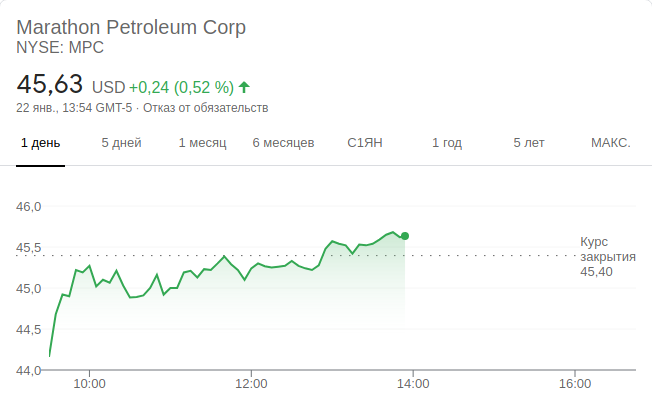 Marathon Petroleum Corp
NYSE: MPC
45,63 USD +0,24 (0,52 %)
22 янв., 13:54 GMT-5 · Отказ от обязательств
1 день 5 дней 1 месяц 6 месяцев С1ЯН 1 год 5 лет МАКС.
46,0
45,5
45,0
44,5
44,0
Курс
закрытия
45,40
10:00 12:00 14:00 16:00